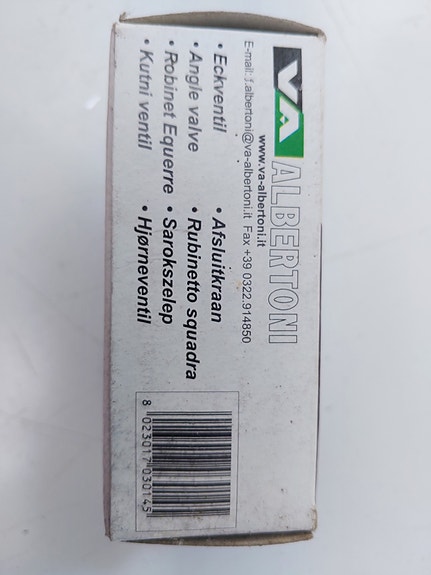 VA ALBERTONI
www.va-albertoni.it
E-mail: f.albertoni@va-albertoni.it Fax +39 0322.914850
• Eckventil • Afsluitkraan
• Angle valve • Rubinetto squadra
• Robinet Equerre • Sarokszelep
• Kutni ventil • Hjørneventil
8 023017 030145